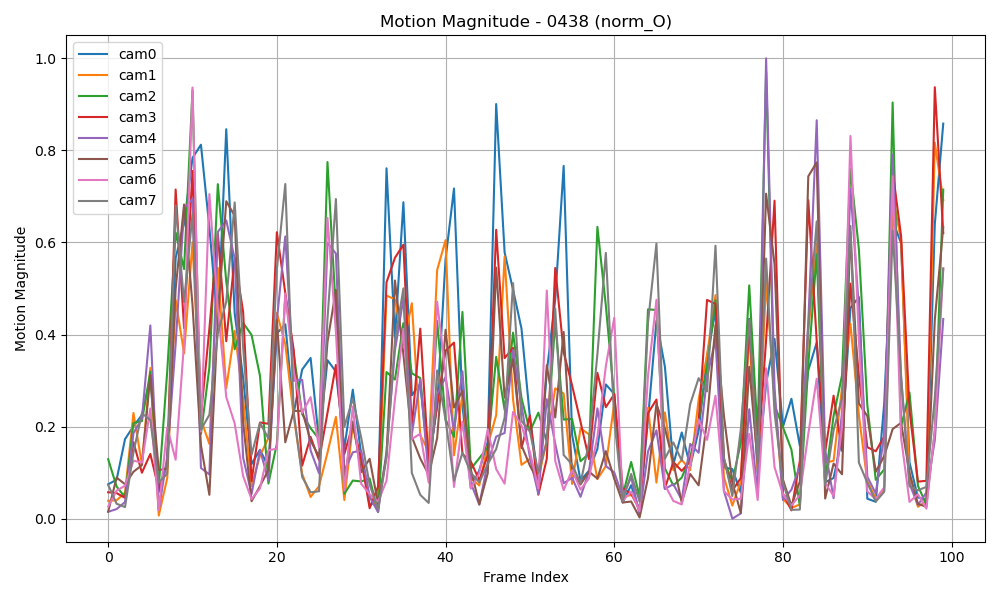 Motion Magnitude - 0438 (norm_O)
cam0
cam1
cam2
cam3
cam4
cam5
cam6
cam7
Motion Magnitude
1.0
0.8
0.6
0.4
0.2
0.0
0
20
40
60
80
100
Frame Index